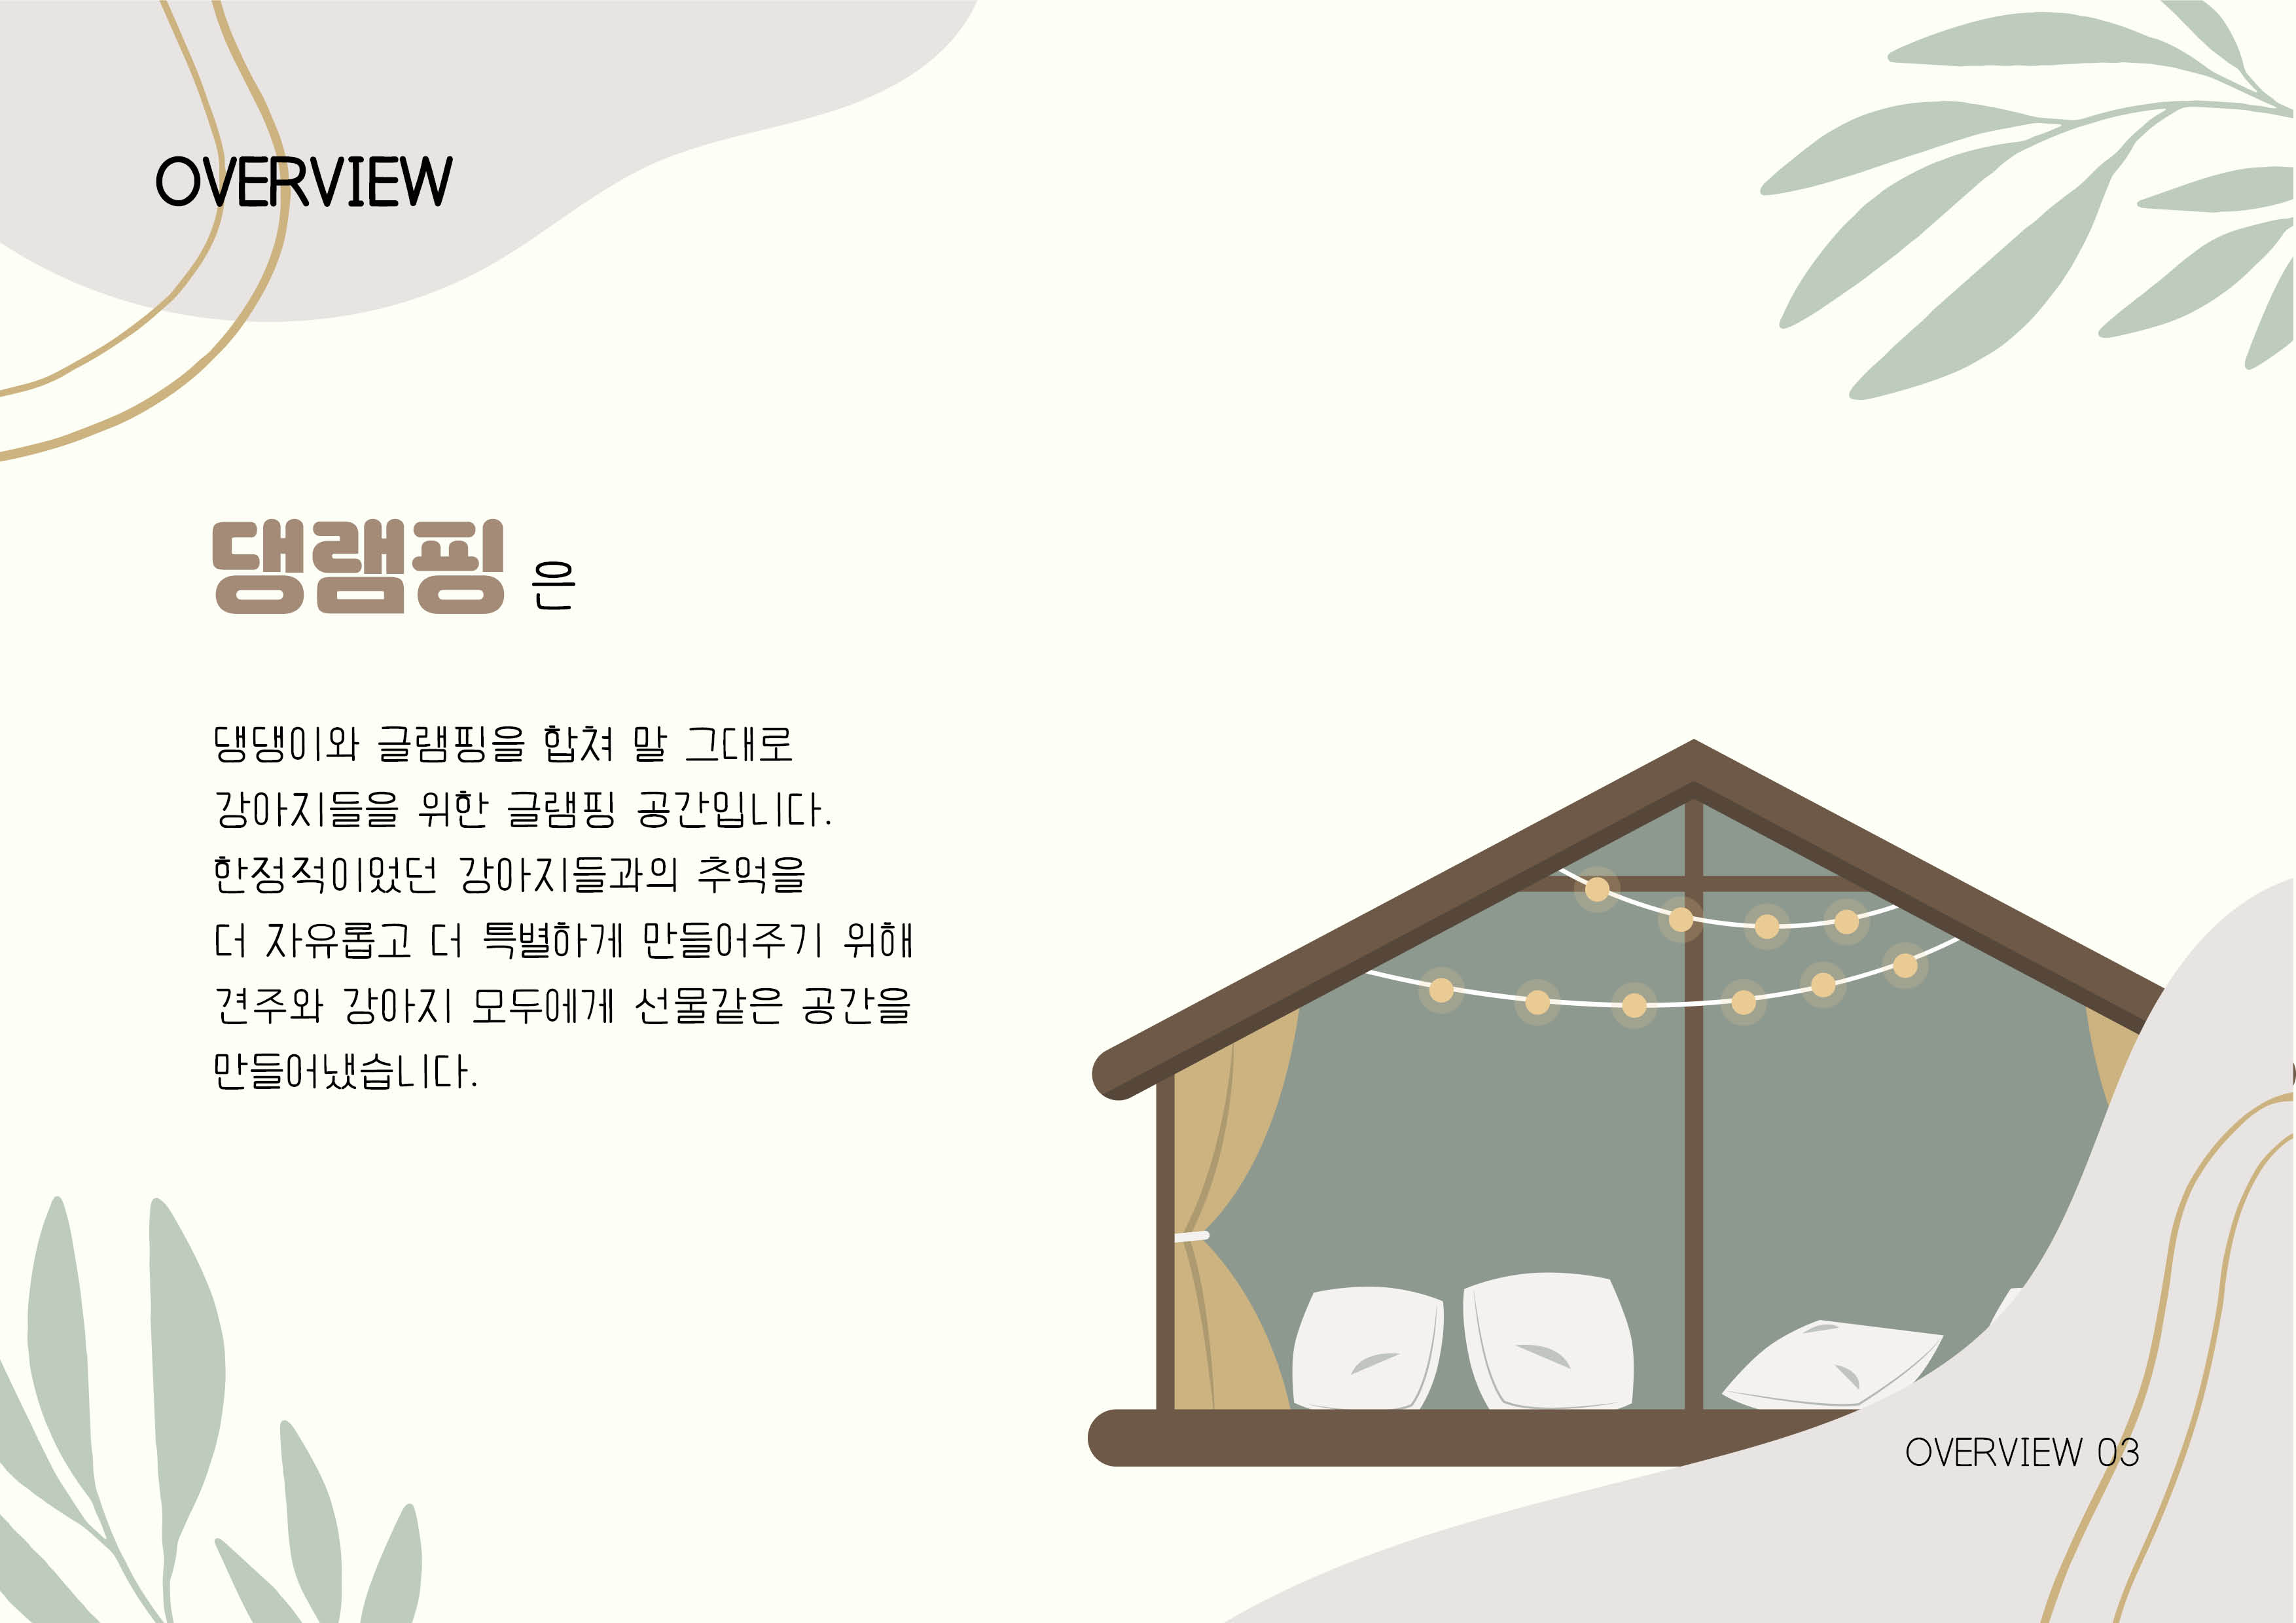 OVERVIEW
댕램핑 은
댕댕이와 글램핑을 합쳐 말 그대로
강아지들을 위한 글램핑 공간입니다.
한정적이었던 강아지들과의 추억을
더 자유롭고 더 특별하게 만들어주기 위해
견주와 강아지 모두에게 선물같은 공간을
만들어냈습니다.
OVERVIEW 03